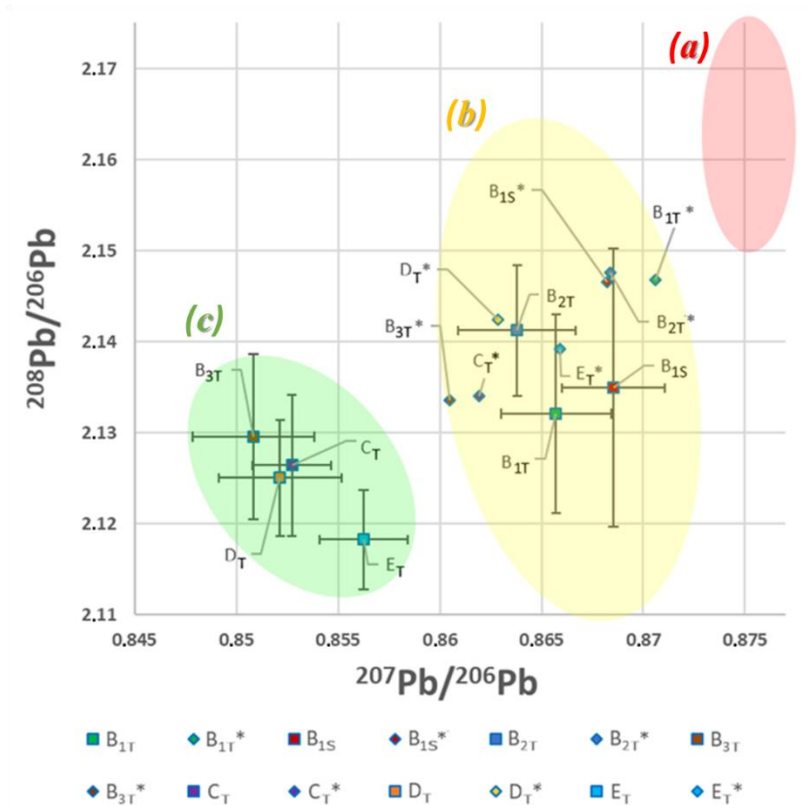 (a)
2.17
(b)
2.16
B1S*
B1T*
2.15
DT*
B2T
B2T*
B3T*
2.14
(c)
CT*
ET*
B1S
B3T
2.13
CT
B1T
2.12
DT
ET
2.11
208Pb/206Pb
0.845 0.85 0.855 0.86 0.865 0.87 0.875
207Pb/206Pb
B1T B1T* B1S B1S* B2T B2T* B3T
B3T* CT CT* DT DT* ET ET*